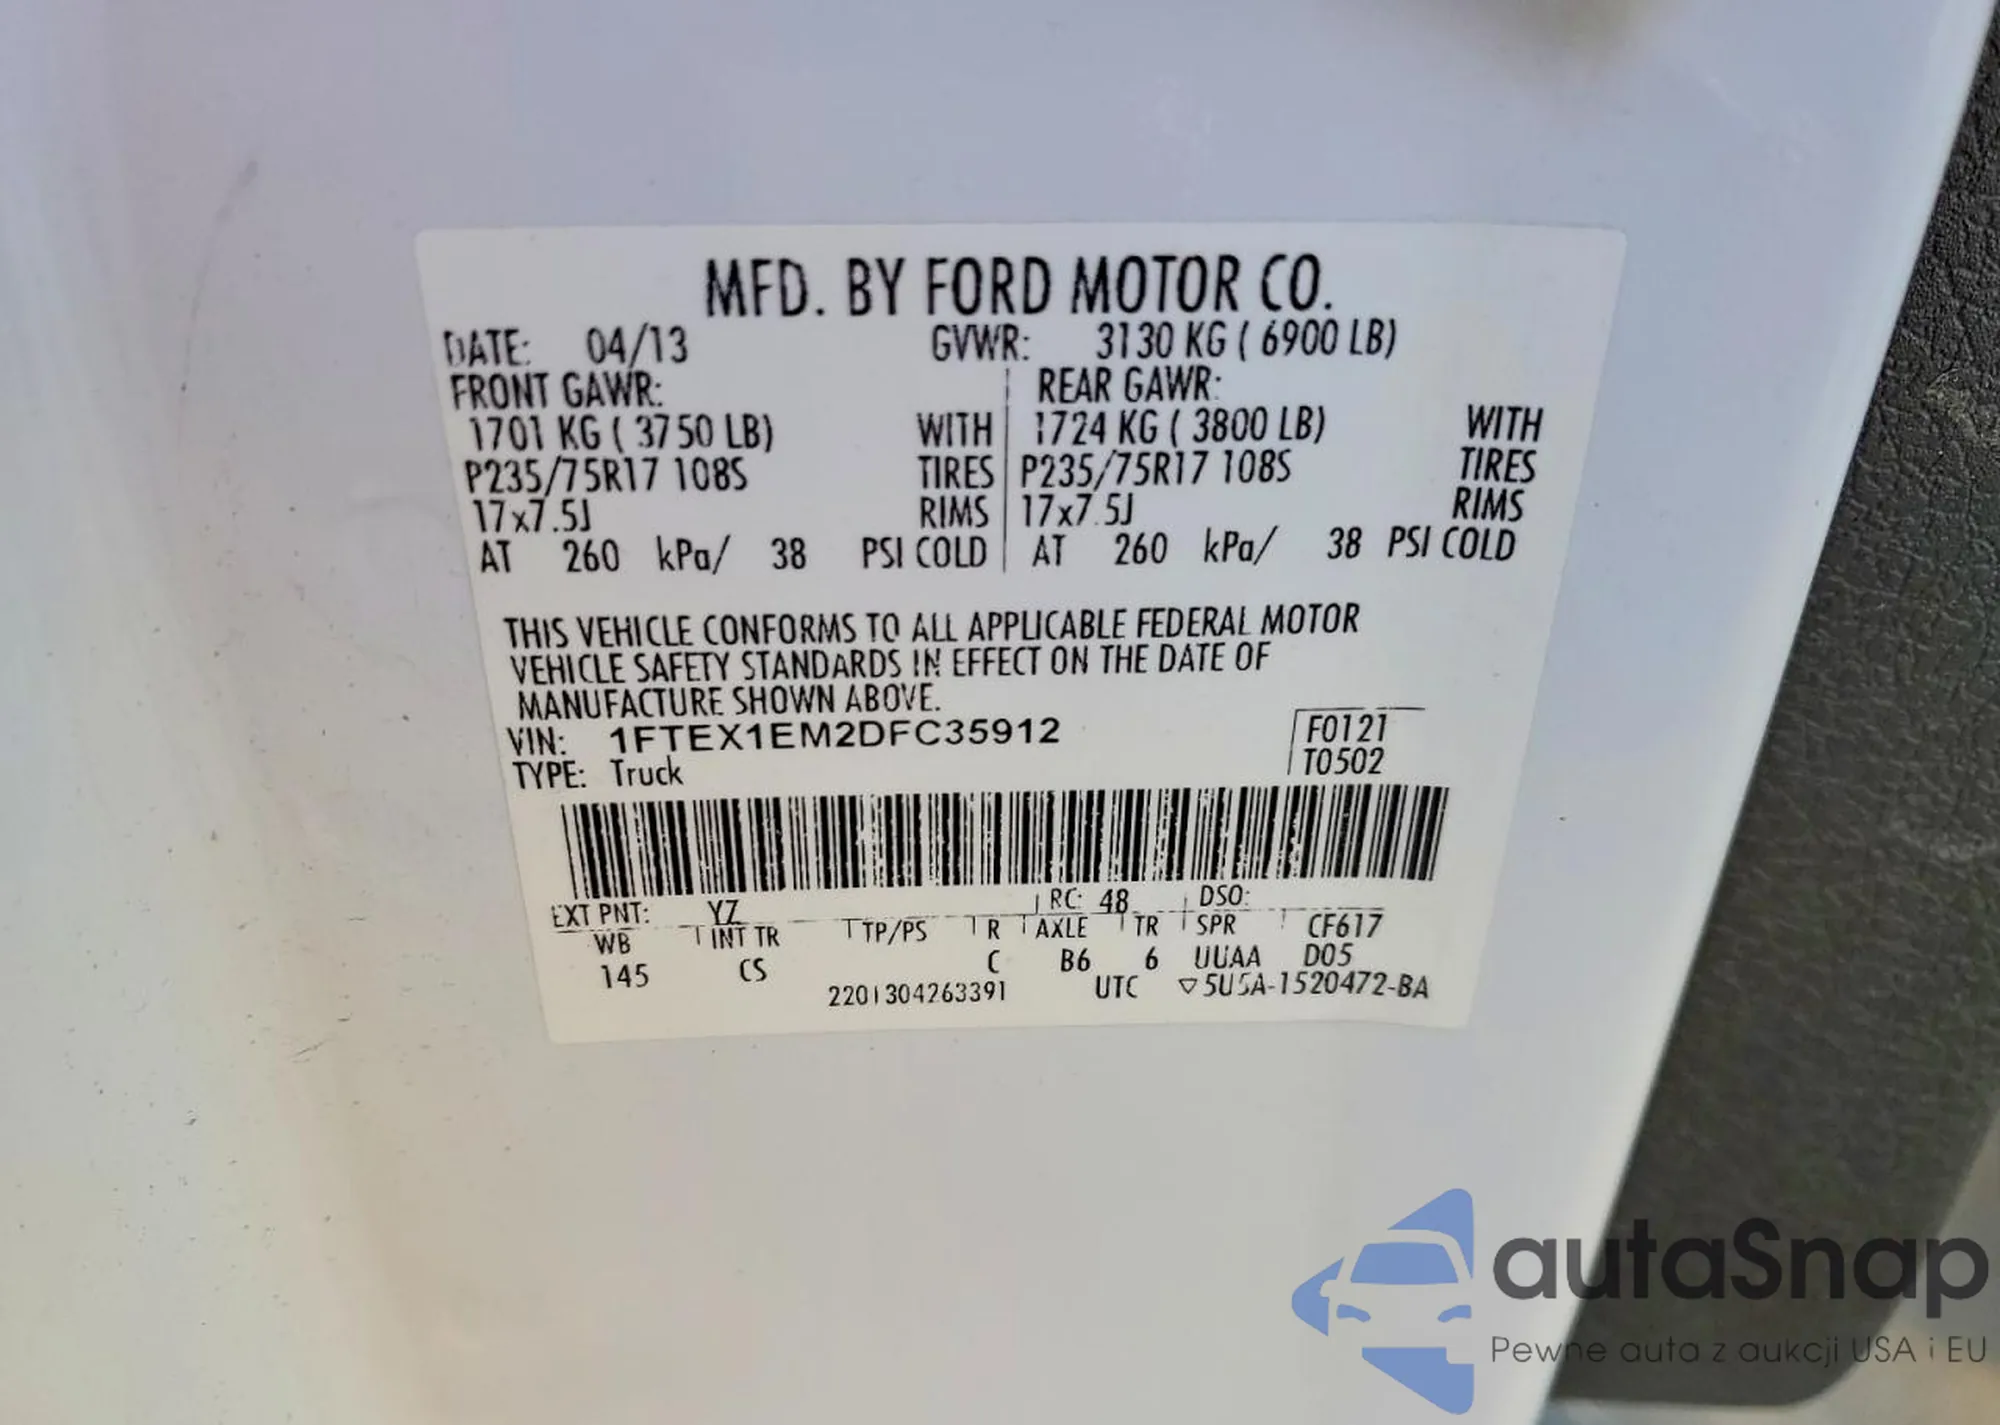 MFD. BY FORD MOTOR CO.
DATE: 04/13 GVWR: 3130 KG ( 6900 LB)
FRONT GAWR: REAR GAWR:
1701 KG ( 3750 LB) WITH 1724 KG ( 3800 LB) WITH
P235/75R17 108S TIRES P235/75R17 108S TIRES
17x7.5J RIMS 17x7.5J RIMS
AT 260 kPa/ 38 PSI COLD AT 260 kPa/ 38 PSI COLD
THIS VEHICLE CONFORMS TO ALL APPLICABLE FEDERAL MOTOR
VEHICLE SAFETY STANDARDS IN EFFECT ON THE DATE OF
MANUFACTURE SHOWN ABOVE.
VIN: 1FTEX1EM2DFC35912 F0121
TYPE: Truck T0502
EXT PNT: YZ RC: 48 DSO:
WB INT TR TP/PS R AXLE TR SPR CF617
145 CS C B6 6 UUAA D05
2201304263391 UTC ▽5U5A-1520472-BA
autaSnap
Pewne auta z aukcji USA i EU